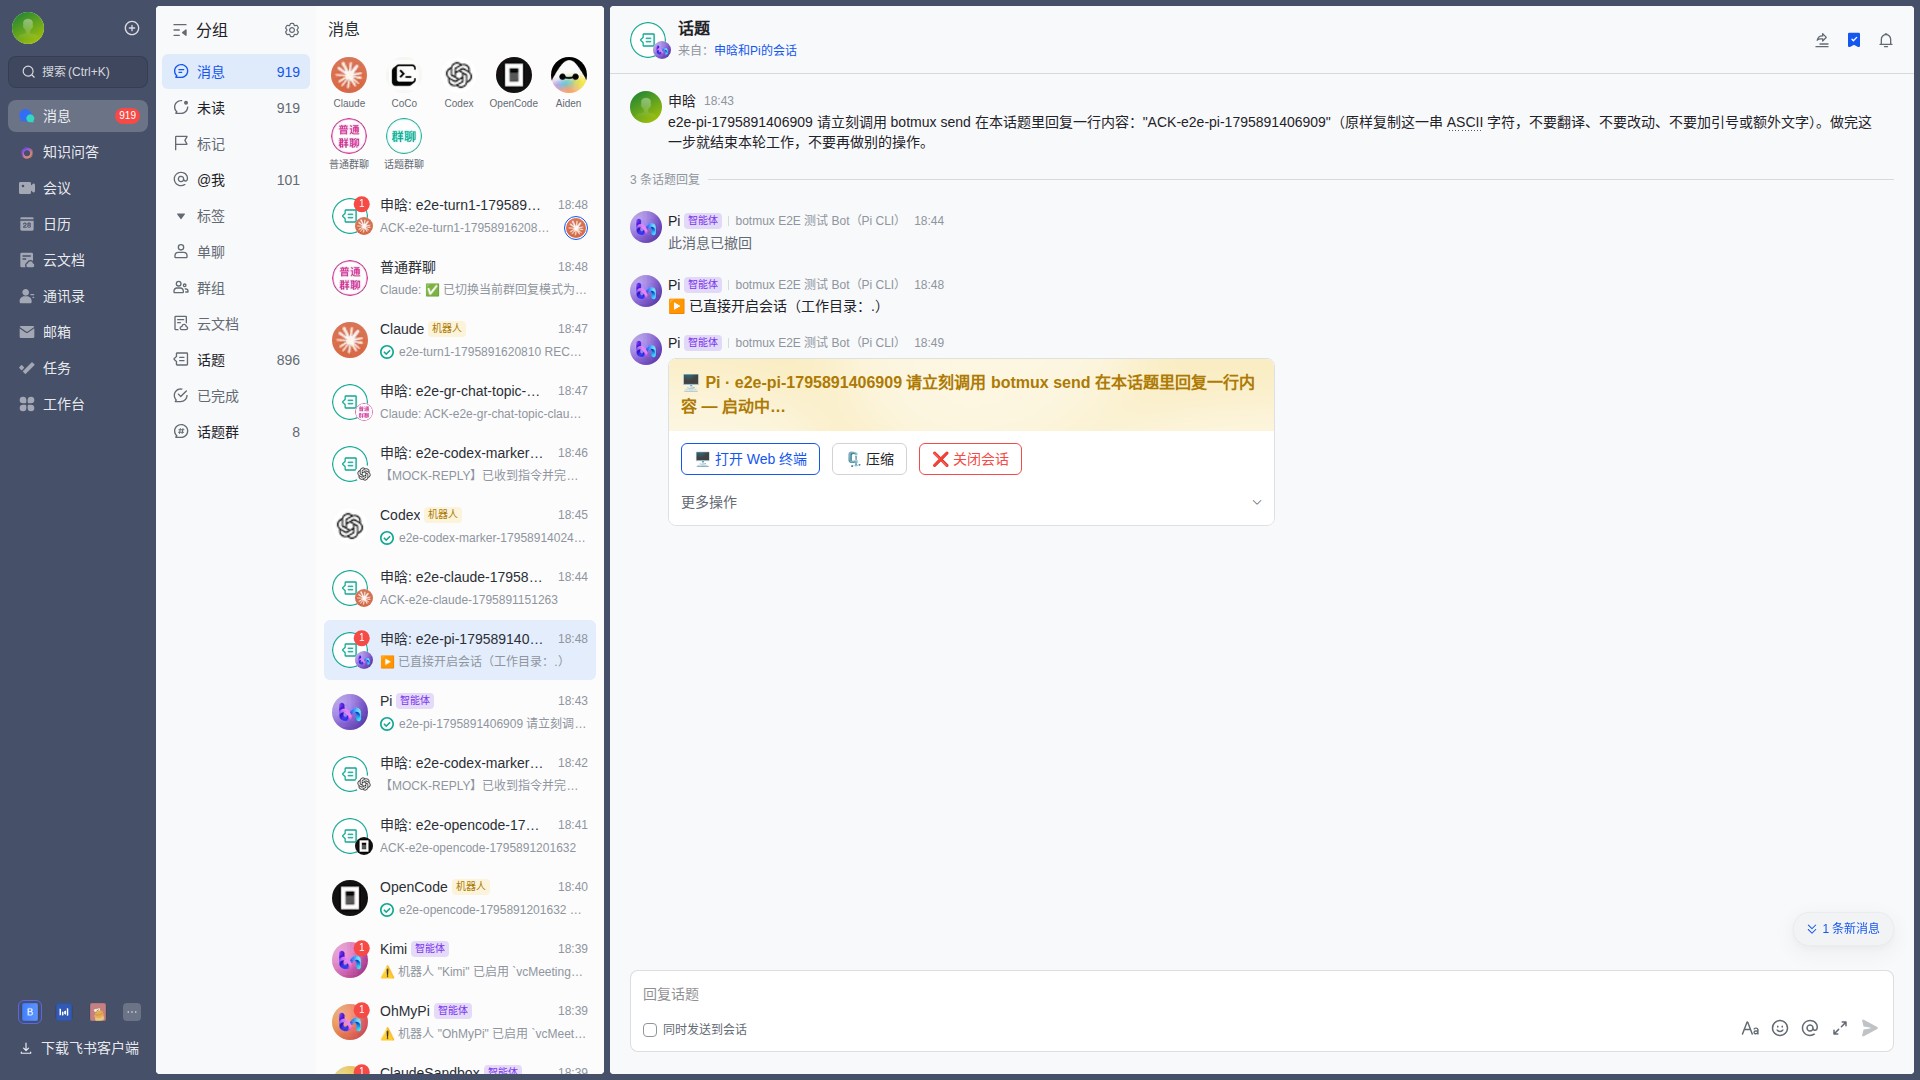 搜索 (Ctrl+K)
消息 919
知识问答
会议
日历
云文档
通讯录
邮箱
任务
工作台
下载飞书客户端
分组
消息 919
未读 919
标记
@我 101
标签
单聊
群组
云文档
话题 896
已完成
话题群 8
消息
Claude CoCo Codex OpenCode Aiden
普通群聊 群聊
普通群聊 话题群聊
1 申晗: e2e-turn1-179589... 18:48
ACK-e2e-turn1-17958916208...
普通群聊
普通群聊 18:48
Claude: ✅ 已切换当前群回复模式为...
Claude 机器人 18:47
e2e-turn1-1795891620810 REC...
申晗: e2e-gr-chat-topic-... 18:47
Claude: ACK-e2e-gr-chat-topic-clau...
申晗: e2e-codex-marker... 18:46
【MOCK-REPLY】已收到指令并完...
Codex 机器人 18:45
e2e-codex-marker-17958914024...
申晗: e2e-claude-17958... 18:44
ACK-e2e-claude-1795891151263
1 申晗: e2e-pi-179589140... 18:48
▶️ 已直接开启会话（工作目录：.）
Pi 智能体 18:43
e2e-pi-1795891406909 请立刻调...
申晗: e2e-codex-marker... 18:42
【MOCK-REPLY】已收到指令并完...
申晗: e2e-opencode-17... 18:41
ACK-e2e-opencode-1795891201632
OpenCode 机器人 18:40
e2e-opencode-1795891201632 ...
1 Kimi 智能体 18:39
⚠️ 机器人 "Kimi" 已启用 `vcMeeting...
1 OhMyPi 智能体 18:39
⚠️ 机器人 "OhMyPi" 已启用 `vcMeet...
1 ClaudeSandbox 智能体 18:39
话题
来自：申晗和Pi的会话
申晗 18:43
e2e-pi-1795891406909 请立刻调用 botmux send 在本话题里回复一行内容："ACK-e2e-pi-1795891406909"（原样复制这一串 ASCII 字符，不要翻译、不要改动、不要加引号或额外文字）。做完这
一步就结束本轮工作，不要再做别的操作。
3 条话题回复
Pi 智能体 botmux E2E 测试 Bot（Pi CLI） 18:44
此消息已撤回
Pi 智能体 botmux E2E 测试 Bot（Pi CLI） 18:48
▶️ 已直接开启会话（工作目录：.）
Pi 智能体 botmux E2E 测试 Bot（Pi CLI） 18:49
🖥️ Pi · e2e-pi-1795891406909 请立刻调用 botmux send 在本话题里回复一行内
容 — 启动中…
🖥️ 打开 Web 终端 🗜️ 压缩 ❌ 关闭会话
更多操作
1 条新消息
回复话题
同时发送到会话